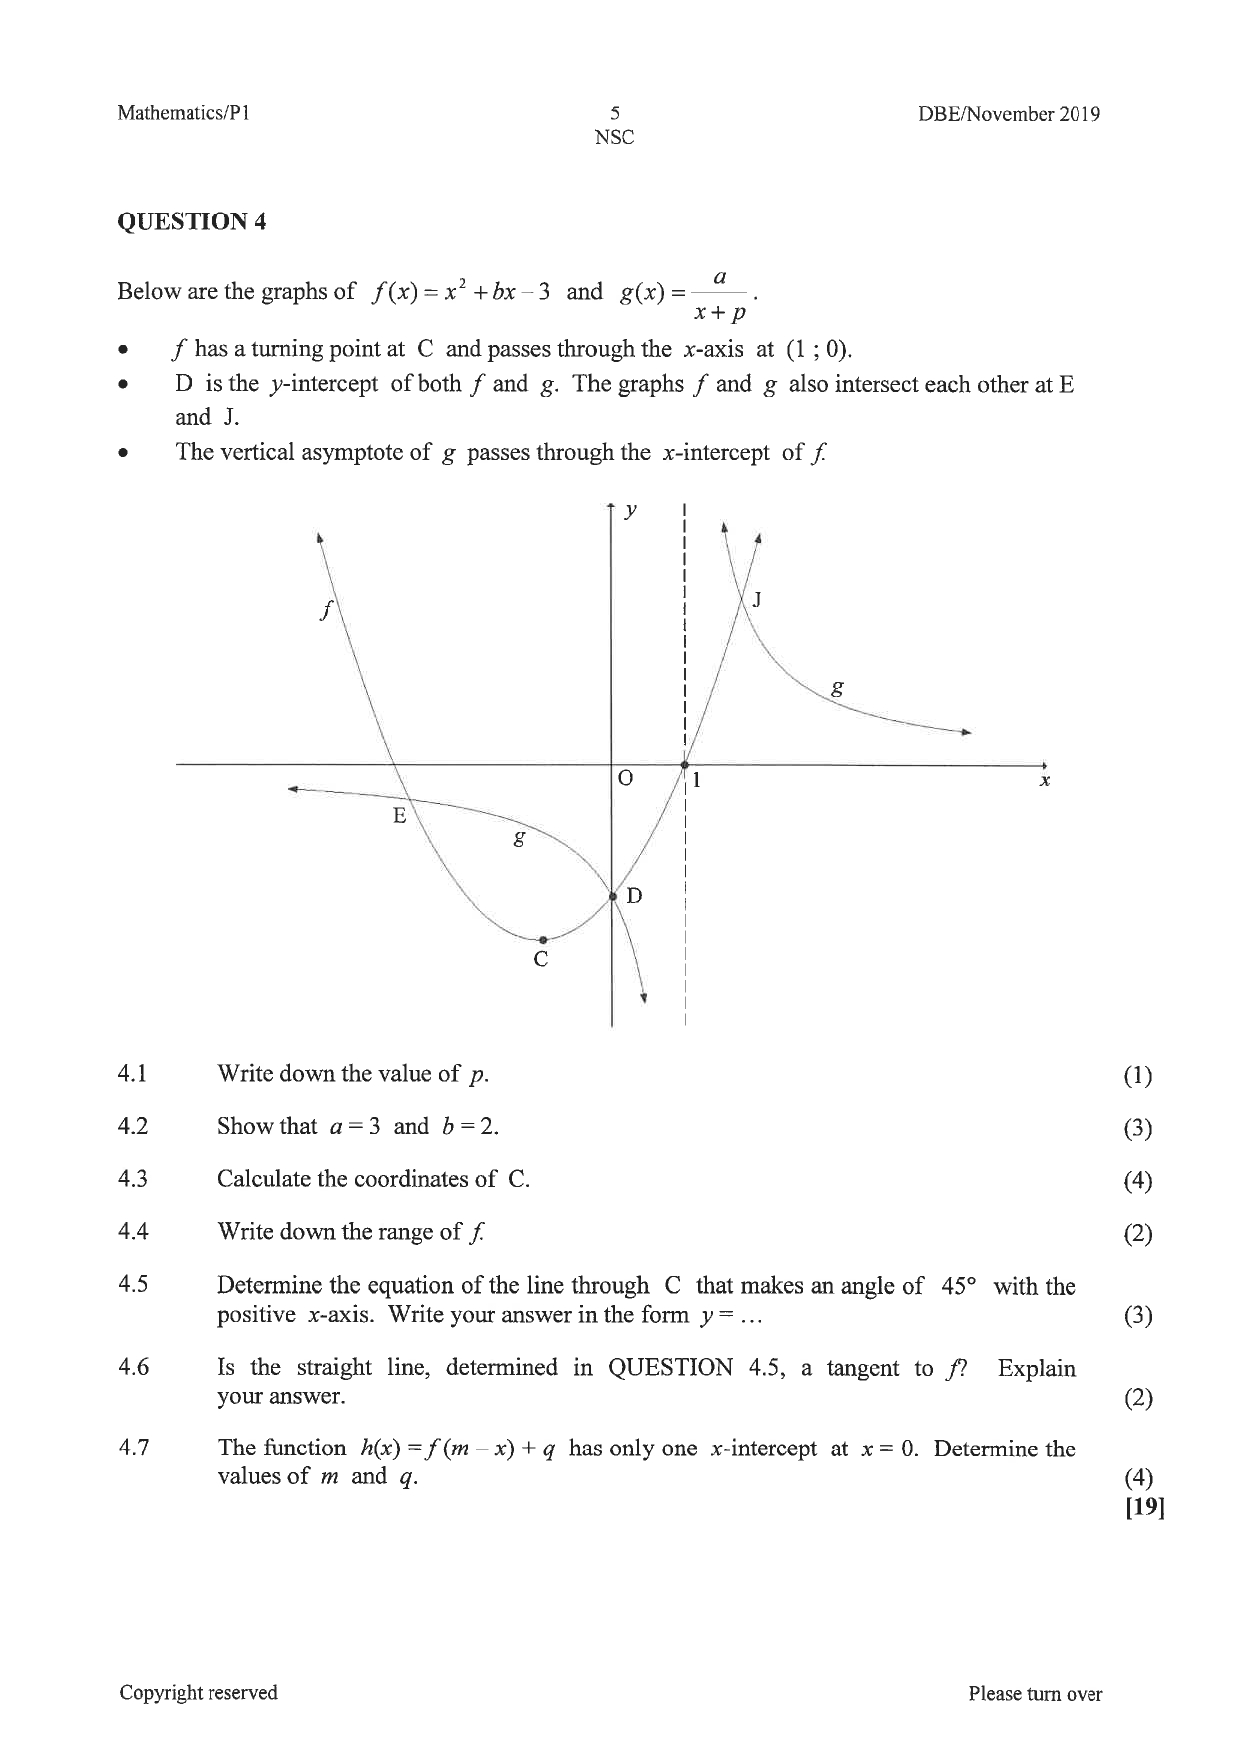 Mathematics/P1 5 DBE/November 2019
NSC
QUESTION 4
Below are the graphs of f(x) = x² + bx – 3 and g(x) = a/(x + p).
• f has a turning point at C and passes through the x-axis at (1 ; 0).
• D is the y-intercept of both f and g. The graphs f and g also intersect each other at E
and J.
• The vertical asymptote of g passes through the x-intercept of f.
y
f
J
g
O 1 x
E
g
D
C
4.1 Write down the value of p. (1)
4.2 Show that a = 3 and b = 2. (3)
4.3 Calculate the coordinates of C. (4)
4.4 Write down the range of f. (2)
4.5 Determine the equation of the line through C that makes an angle of 45° with the
positive x-axis. Write your answer in the form y = ... (3)
4.6 Is the straight line, determined in QUESTION 4.5, a tangent to f? Explain
your answer. (2)
4.7 The function h(x) = f(m – x) + q has only one x-intercept at x = 0. Determine the
values of m and q. (4)
[19]
Copyright reserved Please turn over